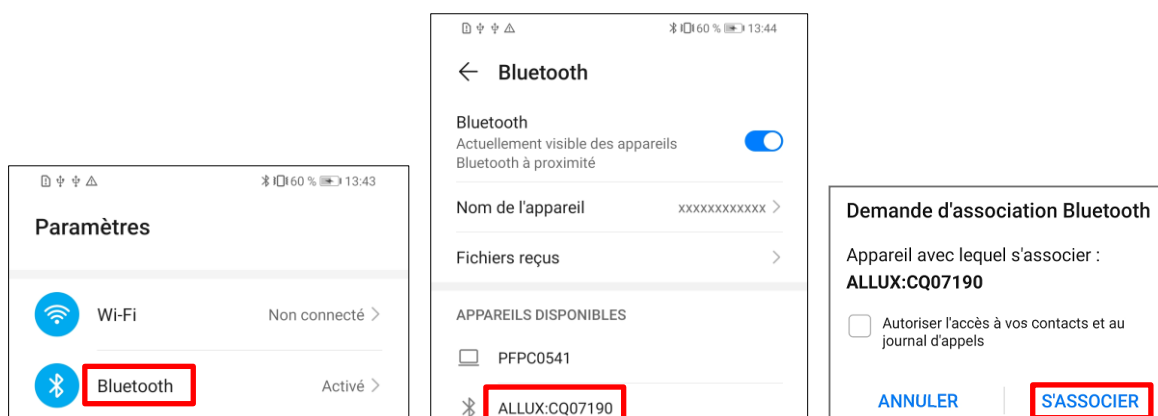 60 % 13:43
Paramètres
Wi-Fi
Non connecté
Bluetooth
Activé
60 % 13:44
Bluetooth
Bluetooth
Actuellement visible des appareils
Bluetooth à proximité
Nom de l'appareil
xxxxxxxxxxxx
Fichiers reçus
APPAREILS DISPONIBLES
PFPC0541
ALLUX:CQ07190
Demande d'association Bluetooth
Appareil avec lequel s'associer :
ALLUX:CQ07190
Autoriser l'accès à vos contacts et au
journal d'appels
ANNULER
S'ASSOCIER